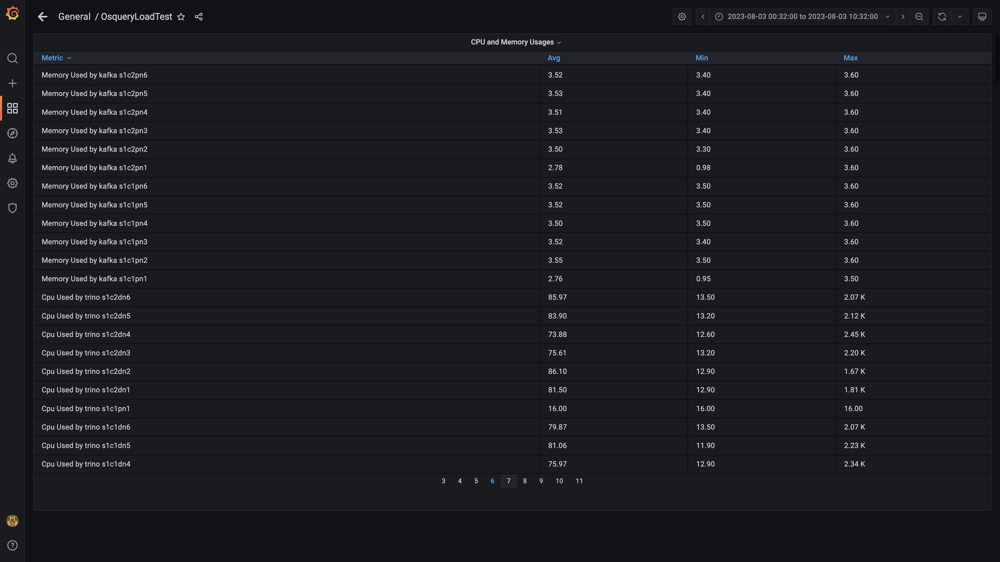 General / OsqueryLoadTest
2023-08-03 00:32:00 to 2023-08-03 10:32:00
CPU and Memory Usages
Metric Avg Min Max
Memory Used by kafka s1c2pn6 3.52 3.40 3.60
Memory Used by kafka s1c2pn5 3.53 3.40 3.60
Memory Used by kafka s1c2pn4 3.51 3.40 3.60
Memory Used by kafka s1c2pn3 3.53 3.40 3.60
Memory Used by kafka s1c2pn2 3.50 3.30 3.60
Memory Used by kafka s1c2pn1 2.78 0.98 3.60
Memory Used by kafka s1c1pn6 3.52 3.50 3.60
Memory Used by kafka s1c1pn5 3.52 3.50 3.60
Memory Used by kafka s1c1pn4 3.50 3.50 3.60
Memory Used by kafka s1c1pn3 3.52 3.40 3.60
Memory Used by kafka s1c1pn2 3.55 3.50 3.60
Memory Used by kafka s1c1pn1 2.76 0.95 3.50
Cpu Used by trino s1c2dn6 85.97 13.50 2.07 K
Cpu Used by trino s1c2dn5 83.90 13.20 2.12 K
Cpu Used by trino s1c2dn4 73.88 12.60 2.45 K
Cpu Used by trino s1c2dn3 75.61 13.20 2.20 K
Cpu Used by trino s1c2dn2 86.10 12.90 1.67 K
Cpu Used by trino s1c2dn1 81.50 12.90 1.81 K
Cpu Used by trino s1c1pn1 16.00 16.00 16.00
Cpu Used by trino s1c1dn6 79.87 13.50 2.07 K
Cpu Used by trino s1c1dn5 81.06 11.90 2.23 K
Cpu Used by trino s1c1dn4 75.97 12.90 2.34 K
3 4 5 6 7 8 9 10 11